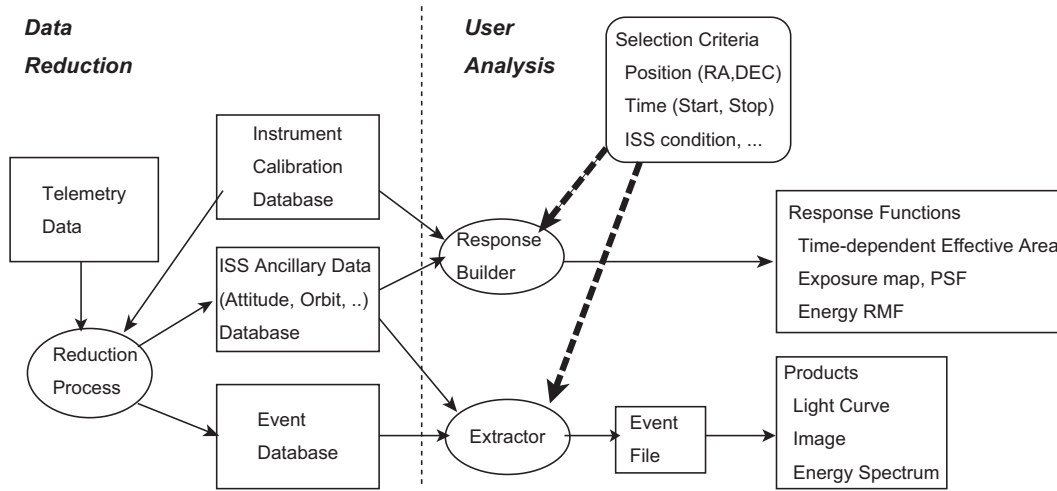 Data
Reduction
User
Analysis
Selection Criteria
Position (RA,DEC)
Time (Start, Stop)
ISS condition, ...
Instrument
Calibration
Database
Telemetry
Data
ISS Ancillary Data
(Attitude, Orbit, ..)
Database
Response
Builder
Response Functions
Time-dependent Effective Area
Exposure map, PSF
Energy RMF
Reduction
Process
Event
Database
Extractor
Event
File
Products
Light Curve
Image
Energy Spectrum